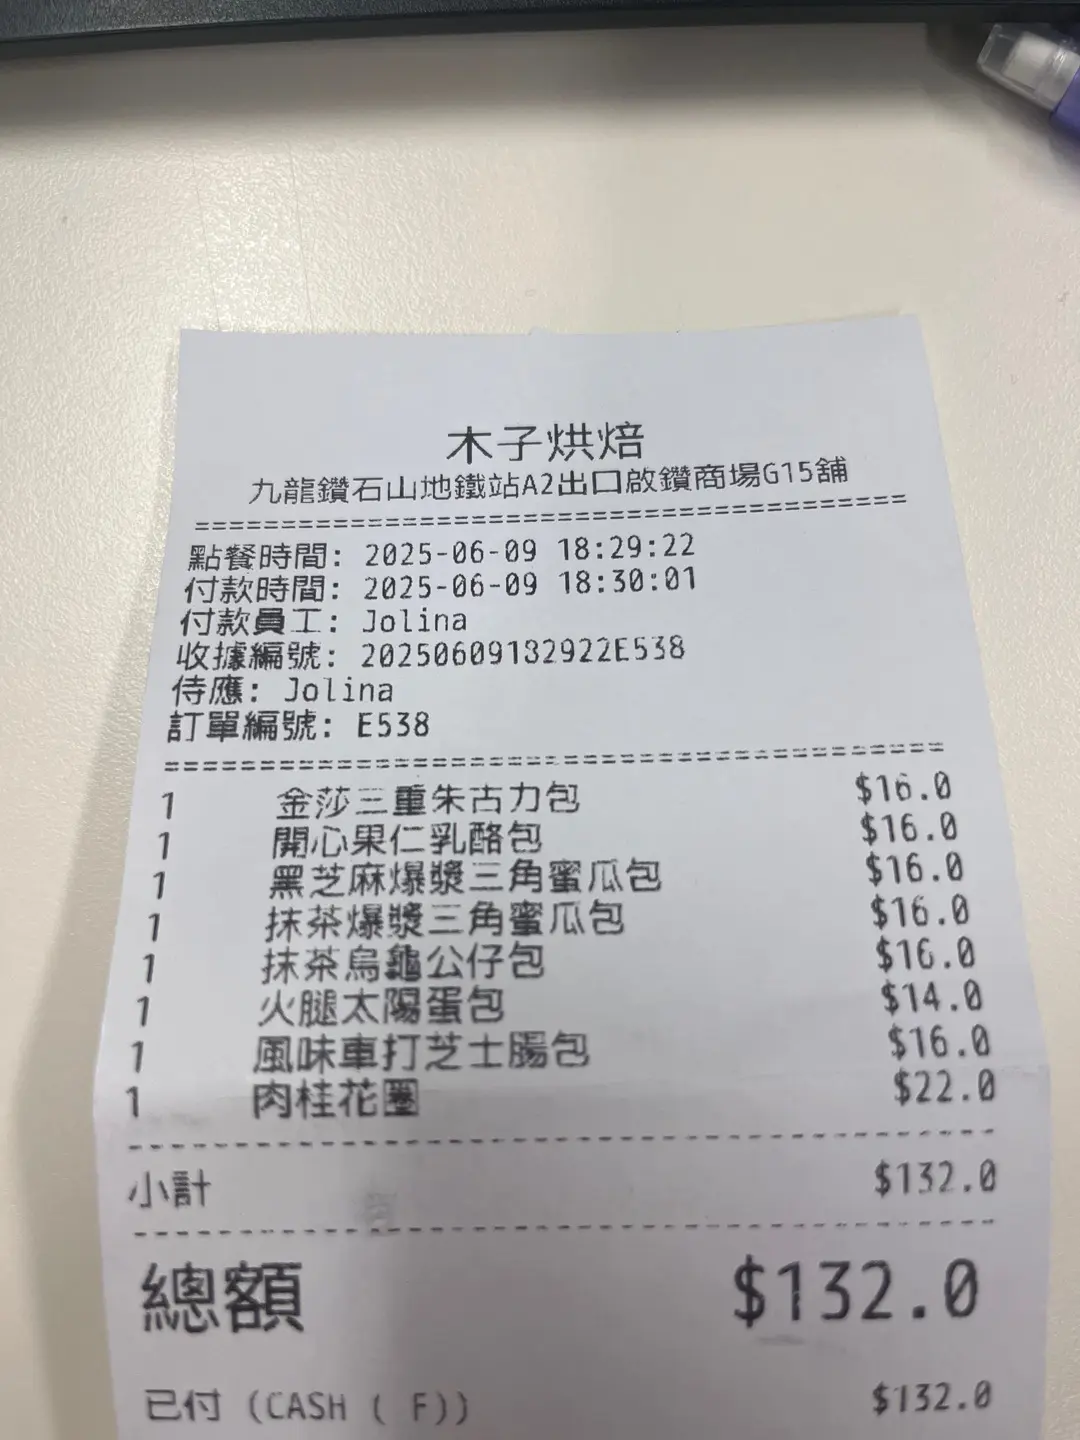 木子烘焙
九龍鑽石山地鐵站A2出口啟鑽商場G15舖
========================================
點餐時間: 2025-06-09 18:29:22
付款時間: 2025-06-09 18:30:01
付款員工: Jolina
收據編號: 20250609182922E538
侍應: Jolina
訂單編號: E538
========================================
1 金莎三重朱古力包 $16.0
1 開心果仁乳酪包 $16.0
1 黑芝麻爆漿三角蜜瓜包 $16.0
1 抹茶爆漿三角蜜瓜包 $16.0
1 抹茶烏龜公仔包 $16.0
1 火腿太陽蛋包 $14.0
1 風味車打芝士腸包 $16.0
1 肉桂花圈 $22.0
----------------------------------------
小計 $132.0
----------------------------------------
總額 $132.0
已付 (CASH ( F)) $132.0